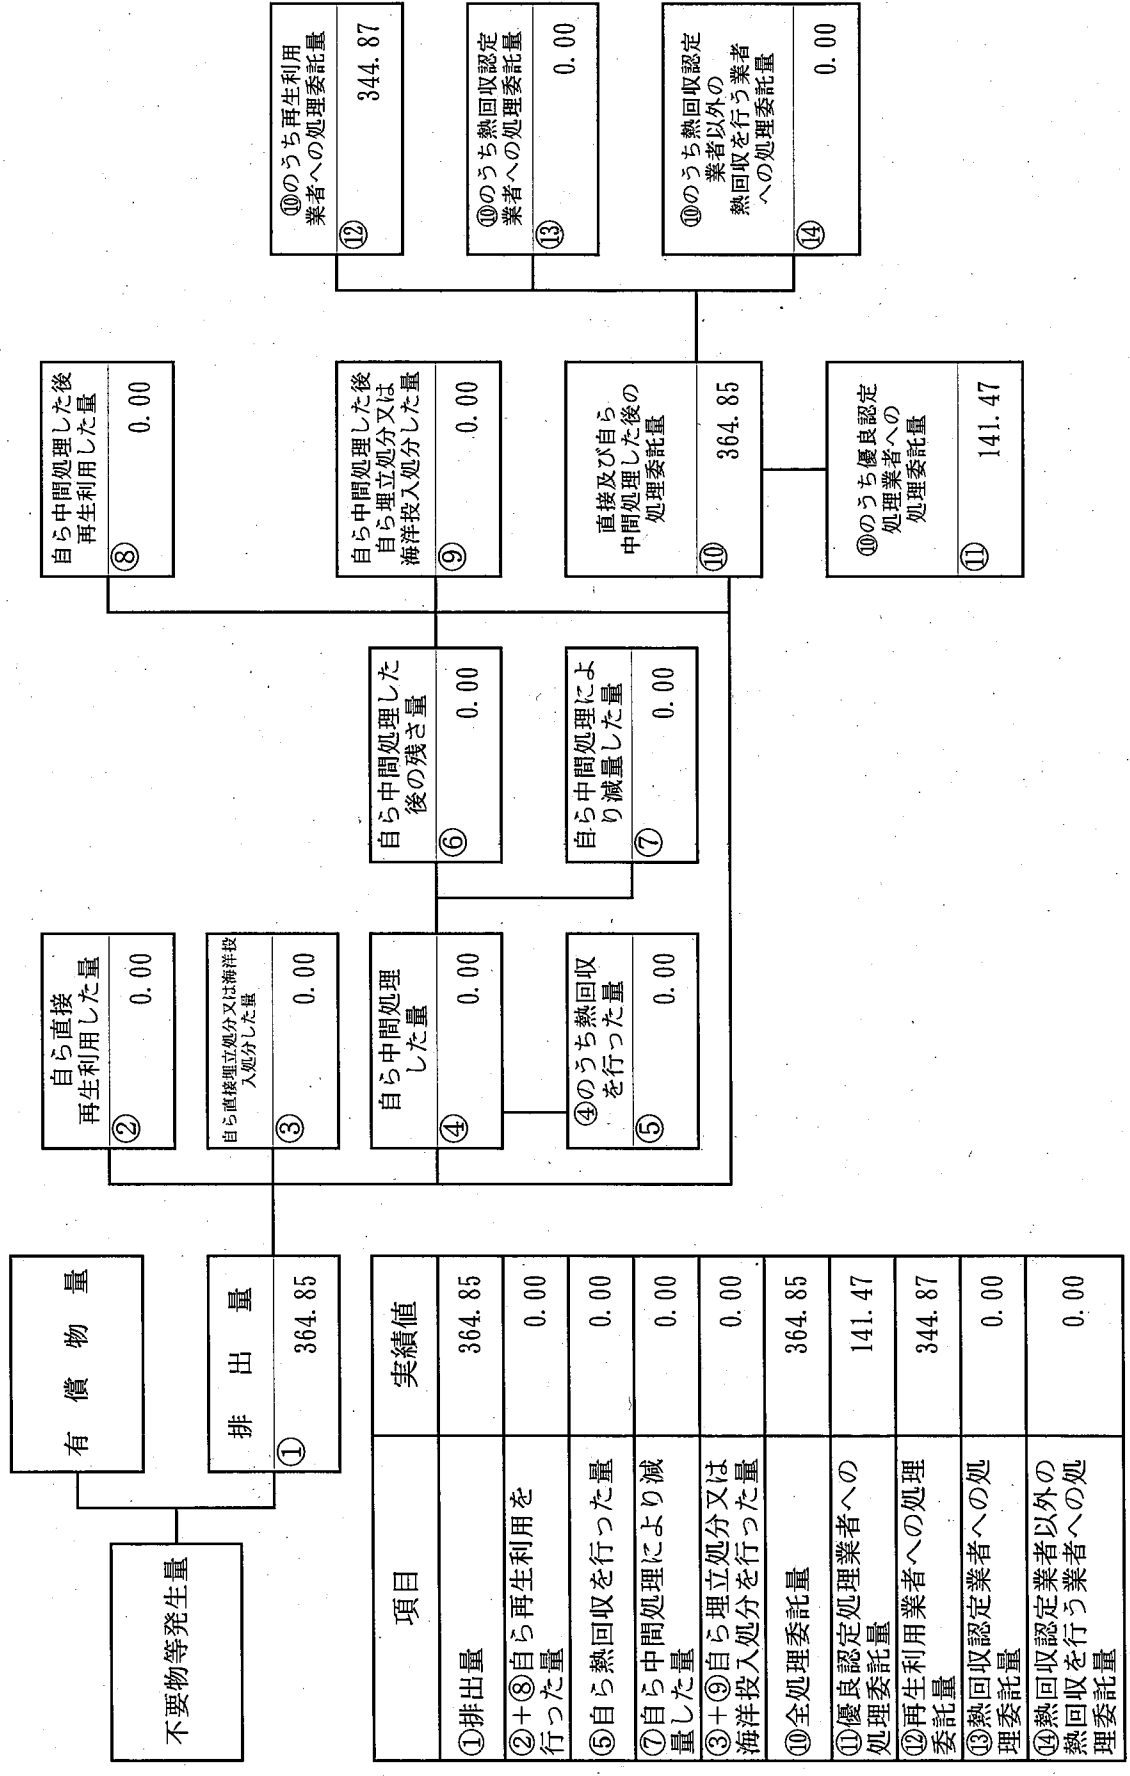 不要物等発生量
有 償 物 量
排 出 量
① 364.85
自ら直接
再生利用した量
② 0.00
自ら直接埋立処分又は海洋投
入処分した量
③ 0.00
自ら中間処理
した量
④ 0.00
④のうち熱回収
を行った量
⑤ 0.00
自ら中間処理した
後の残さ量
⑥ 0.00
自ら中間処理によ
り減量した量
⑦ 0.00
自ら中間処理した後
再生利用した量
⑧ 0.00
自ら中間処理した後
自ら埋立処分又は
海洋投入処分した量
⑨ 0.00
直接及び自ら
中間処理した後の
処理委託量
⑩ 364.85
⑩のうち優良認定
処理業者への
処理委託量
⑪ 141.47
⑩のうち再生利用
業者への処理委託量
⑫ 344.87
⑩のうち熱回収認定
業者への処理委託量
⑬ 0.00
⑩のうち熱回収認定
業者以外の
熱回収を行う業者
への処理委託量
⑭ 0.00
項目 実績値
①排出量 364.85
②+⑧自ら再生利用を
行った量 0.00
⑤自ら熱回収を行った量 0.00
⑦自ら中間処理により減
量した量 0.00
③+⑨自ら埋立処分又は
海洋投入処分を行った量 0.00
⑩全処理委託量 364.85
⑪優良認定処理業者への
処理委託量 141.47
⑫再生利用業者への処理
委託量 344.87
⑬熱回収認定業者への処
理委託量 0.00
⑭熱回収認定業者以外の
熱回収を行う業者への処
理委託量 0.00